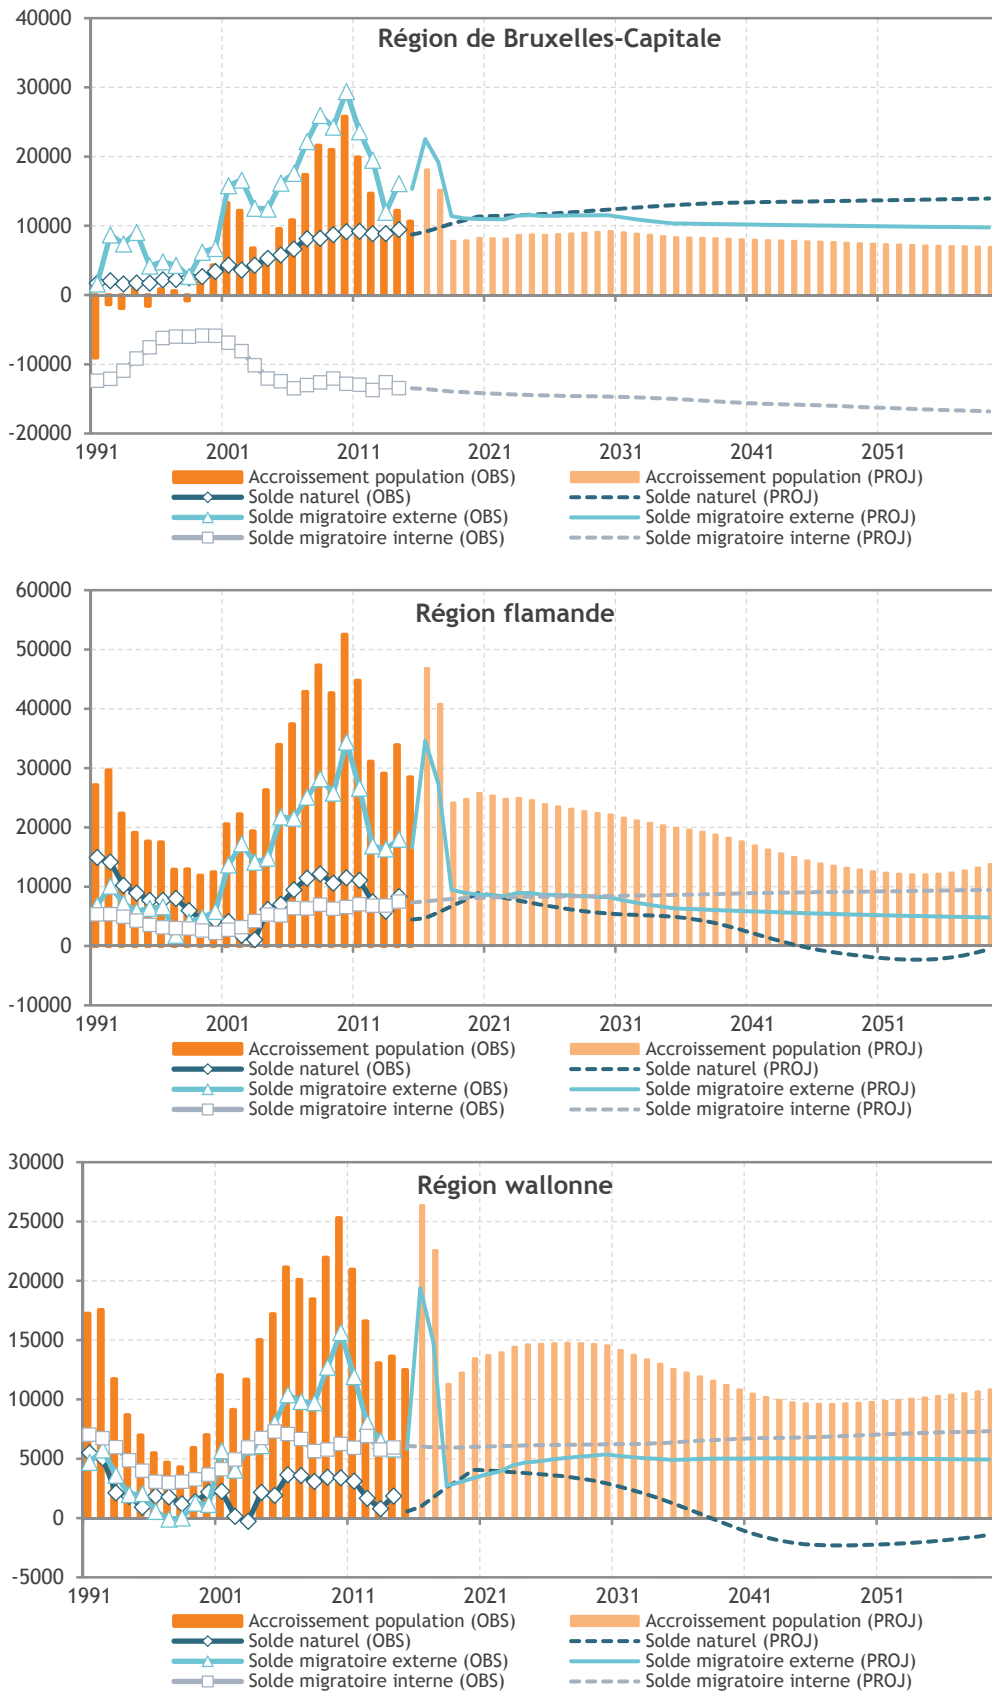 Région de Bruxelles-Capitale
40000
30000
20000
10000
0
-10000
-20000
1991 2001 2011 2021 2031 2041 2051
Accroissement population (OBS) Accroissement population (PROJ)
Solde naturel (OBS) Solde naturel (PROJ)
Solde migratoire externe (OBS) Solde migratoire externe (PROJ)
Solde migratoire interne (OBS) Solde migratoire interne (PROJ)
Région flamande
60000
50000
40000
30000
20000
10000
0
-10000
1991 2001 2011 2021 2031 2041 2051
Accroissement population (OBS) Accroissement population (PROJ)
Solde naturel (OBS) Solde naturel (PROJ)
Solde migratoire externe (OBS) Solde migratoire externe (PROJ)
Solde migratoire interne (OBS) Solde migratoire interne (PROJ)
Région wallonne
30000
25000
20000
15000
10000
5000
0
-5000
1991 2001 2011 2021 2031 2041 2051
Accroissement population (OBS) Accroissement population (PROJ)
Solde naturel (OBS) Solde naturel (PROJ)
Solde migratoire externe (OBS) Solde migratoire externe (PROJ)
Solde migratoire interne (OBS) Solde migratoire interne (PROJ)